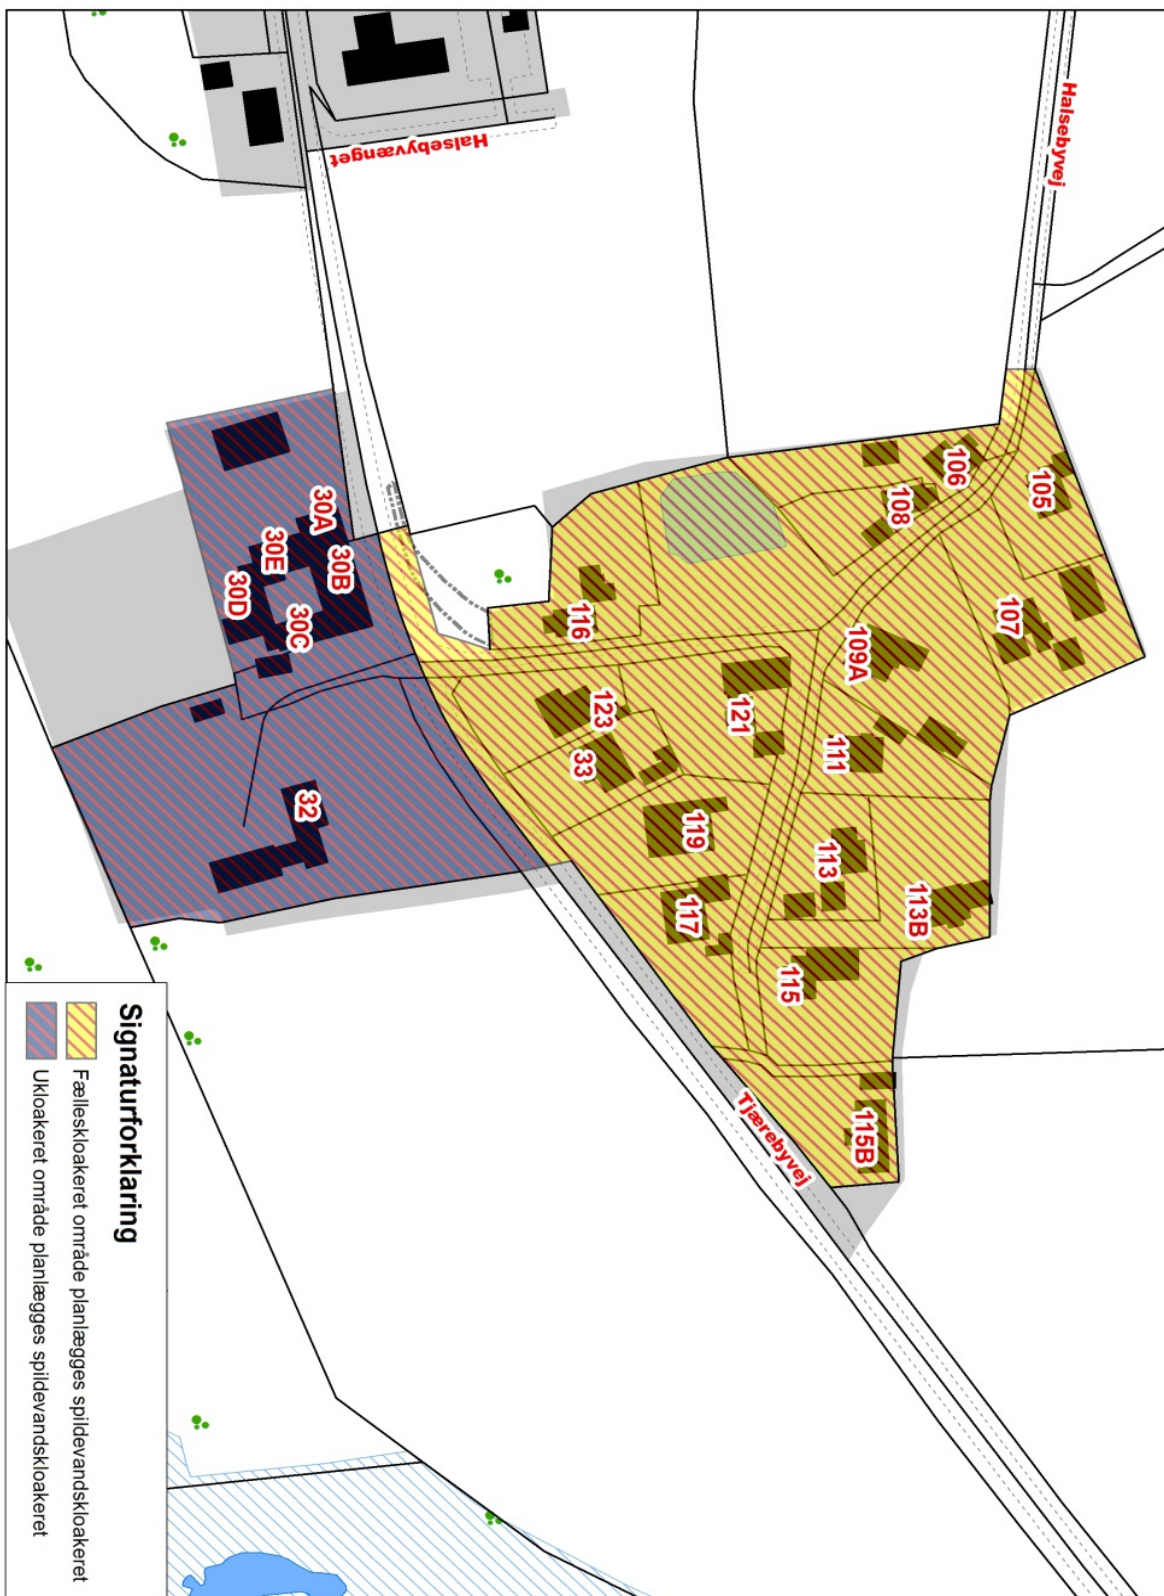 Halsebyvej
Halsebyvænget
105
106
108
107
109A
116
121
111
123
33
119
113
113B
117
115
115B
30A
30B
30E
30D
30C
32
Tjærebyvej
Signaturforklaring
Fælleskloakeret område planlægges spildevandskloakeret
Ukloakeret område planlægges spildevandskloakeret